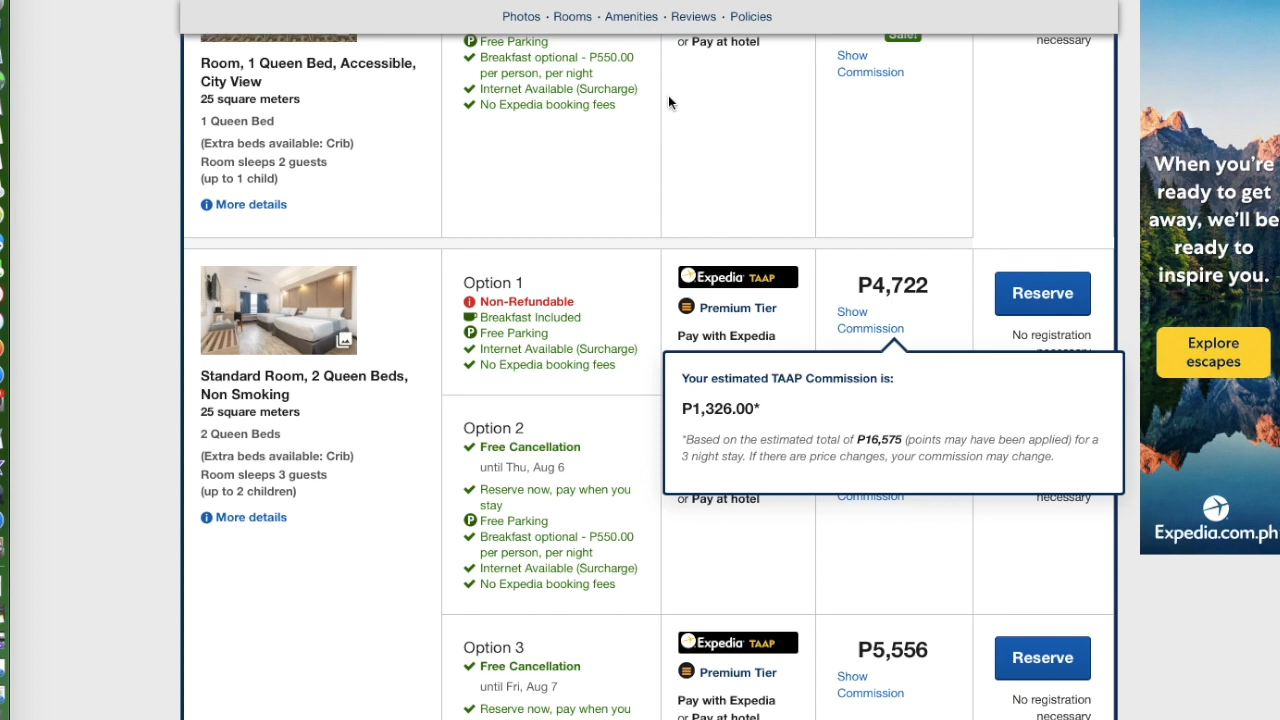 Photos · Rooms · Amenities · Reviews · Policies
Room, 1 Queen Bed, Accessible,
City View
25 square meters
1 Queen Bed
(Extra beds available: Crib)
Room sleeps 2 guests
(up to 1 child)
More details
Free Parking
Breakfast optional - P550.00
per person, per night
Internet Available (Surcharge)
No Expedia booking fees
or Pay at hotel
Sale!
Show
Commission
necessary
Standard Room, 2 Queen Beds,
Non Smoking
25 square meters
2 Queen Beds
(Extra beds available: Crib)
Room sleeps 3 guests
(up to 2 children)
More details
Option 1
Non-Refundable
Breakfast Included
Free Parking
Internet Available (Surcharge)
No Expedia booking fees
Expedia TAAP
Premium Tier
Pay with Expedia
P4,722
Show
Commission
Reserve
No registration
necessary
Your estimated TAAP Commission is:
P1,326.00*
*Based on the estimated total of P16,575 (points may have been applied) for a
3 night stay. If there are price changes, your commission may change.
Option 2
Free Cancellation
until Thu, Aug 6
Reserve now, pay when you
stay
Free Parking
Breakfast optional - P550.00
per person, per night
Internet Available (Surcharge)
No Expedia booking fees
or Pay at hotel
Commission
necessary
Option 3
Free Cancellation
until Fri, Aug 7
Reserve now, pay when you
Expedia TAAP
Premium Tier
Pay with Expedia
or Pay at hotel
P5,556
Show
Commission
Reserve
No registration
necessary
When you're
ready to get
away, we'll be
ready to
inspire you.
Explore
escapes
Expedia.com.ph